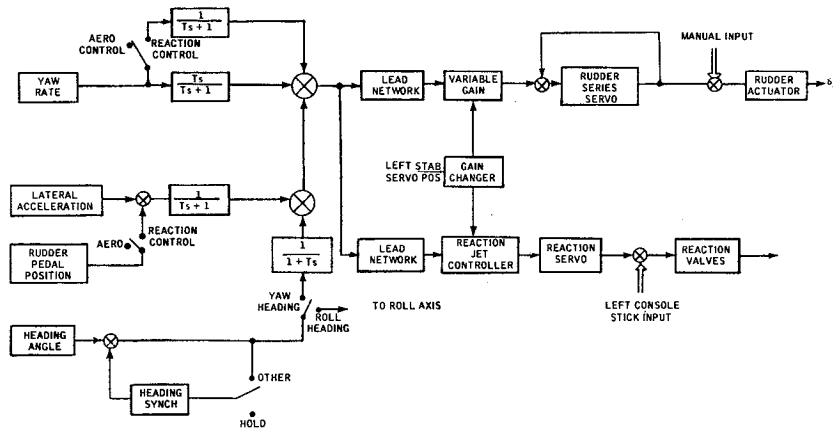 1
Ts + 1
AERO
CONTROL
REACTION
CONTROL
YAW
RATE
Ts
Ts + 1
LEAD
NETWORK
VARIABLE
GAIN
RUDDER
SERIES
SERVO
MANUAL INPUT
RUDDER
ACTUATOR
δ
LEFT STAB
SERVO POS
GAIN
CHANGER
LATERAL
ACCELERATION
1
Ts + 1
AERO
REACTION
CONTROL
RUDDER
PEDAL
POSITION
1
1 + Ts
LEAD
NETWORK
REACTION
JET
CONTROLLER
REACTION
SERVO
REACTION
VALVES
LEFT CONSOLE
STICK INPUT
YAW
HEADING
ROLL
HEADING
TO ROLL AXIS
HEADING
ANGLE
HEADING
SYNCH
OTHER
HOLD